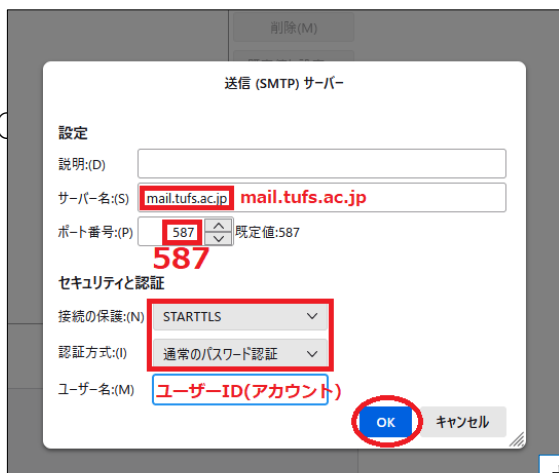 削除(M)
送信 (SMTP) サーバー
設定
説明:(D)
サーバー名:(S) mail.tufs.ac.jp mail.tufs.ac.jp
ポート番号:(P) 587 既定値:587
587
セキュリティと認証
接続の保護:(N) STARTTLS
認証方式:(I) 通常のパスワード認証
ユーザー名:(M) ユーザーID(アカウント)
OK キャンセル